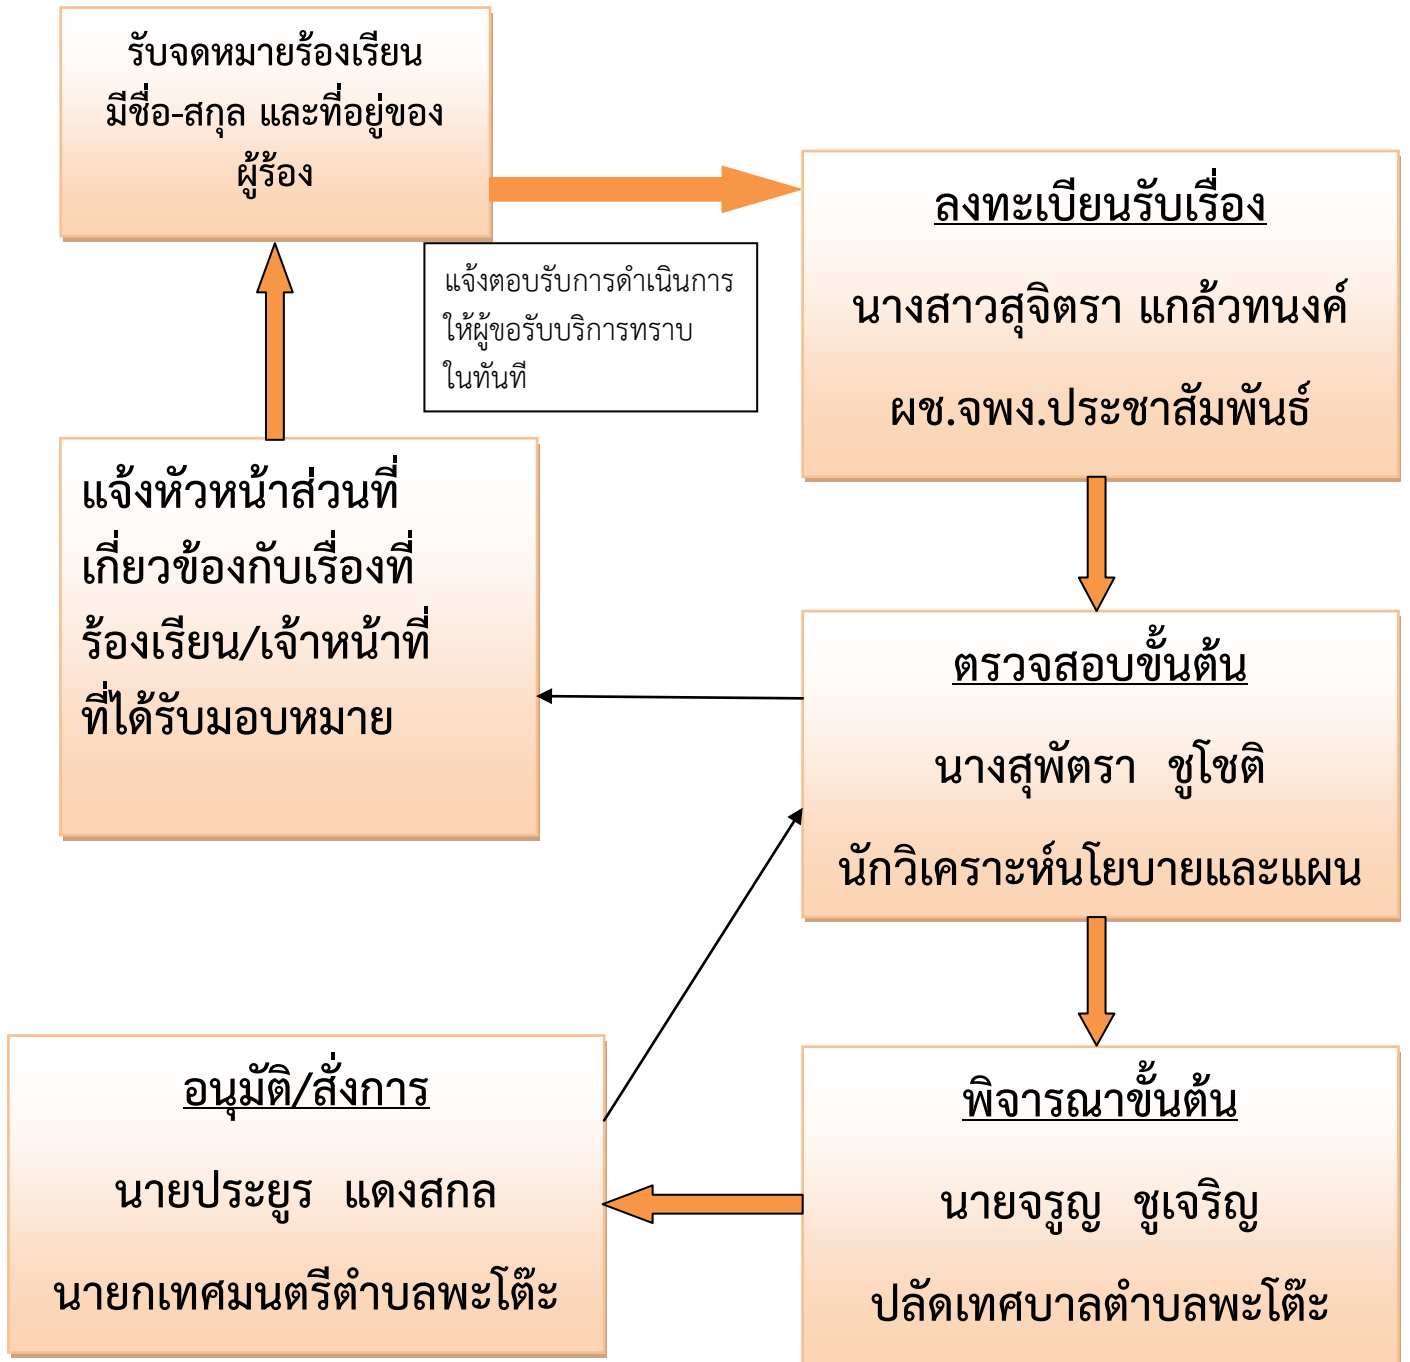 รับจดหมายร้องเรียน
มีชื่อ-สกุล และที่อยู่ของ
ผู้ร้อง
แจ้งตอบรับการดำเนินการ
ให้ผู้ขอรับบริการทราบ
ในทันที
ลงทะเบียนรับเรื่อง
นางสาวสุจิตรา แกล้วทนงค์
ผช.จพง.ประชาสัมพันธ์
แจ้งหัวหน้าส่วนที่
เกี่ยวข้องกับเรื่องที่
ร้องเรียน/เจ้าหน้าที่
ที่ได้รับมอบหมาย
ตรวจสอบขั้นต้น
นางสุพัตรา ชูโชติ
นักวิเคราะห์นโยบายและแผน
อนุมัติ/สั่งการ
นายประยูร แดงสกล
นายกเทศมนตรีตำบลพะโต๊ะ
พิจารณาขั้นต้น
นายจรูญ ชูเจริญ
ปลัดเทศบาลตำบลพะโต๊ะ